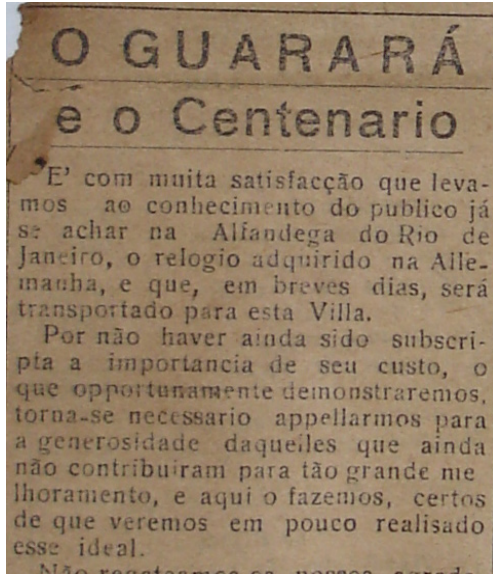 O GUARARÁ
é o Centenario
E' com muita satisfacção que leva-
mos ao conhecimento do publico já
se achar na Alfandega do Rio de
Janeiro, o relogio adquirido na Alle-
manha, e que, em breves dias, será
transportado para esta Villa.
Por não haver ainda sido subscri-
pta a importancia de seu custo, o
que opportunamente demonstraremos,
torna-se necessario appellarmos para
a generosidade daquelles que ainda
não contribuiram para tão grande me
lhoramento, e aqui o fazemos, certos
de que veremos em pouco realisado
esse ideal.
Não